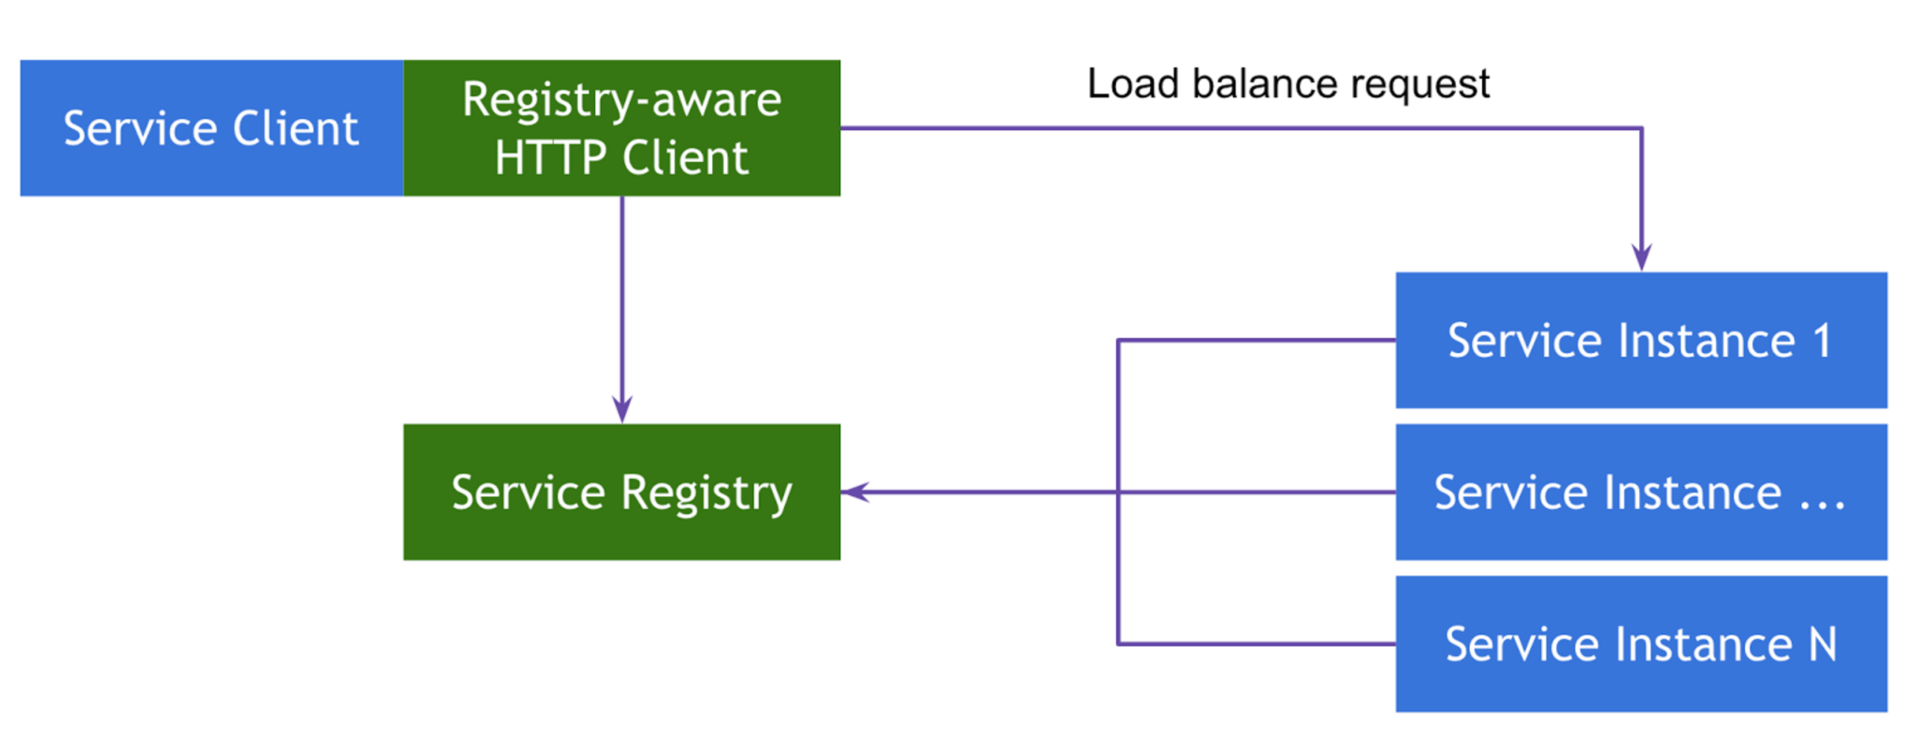 Service Client
Registry-aware
HTTP Client
Load balance request
Service Instance 1
Service Registry
Service Instance ...
Service Instance N